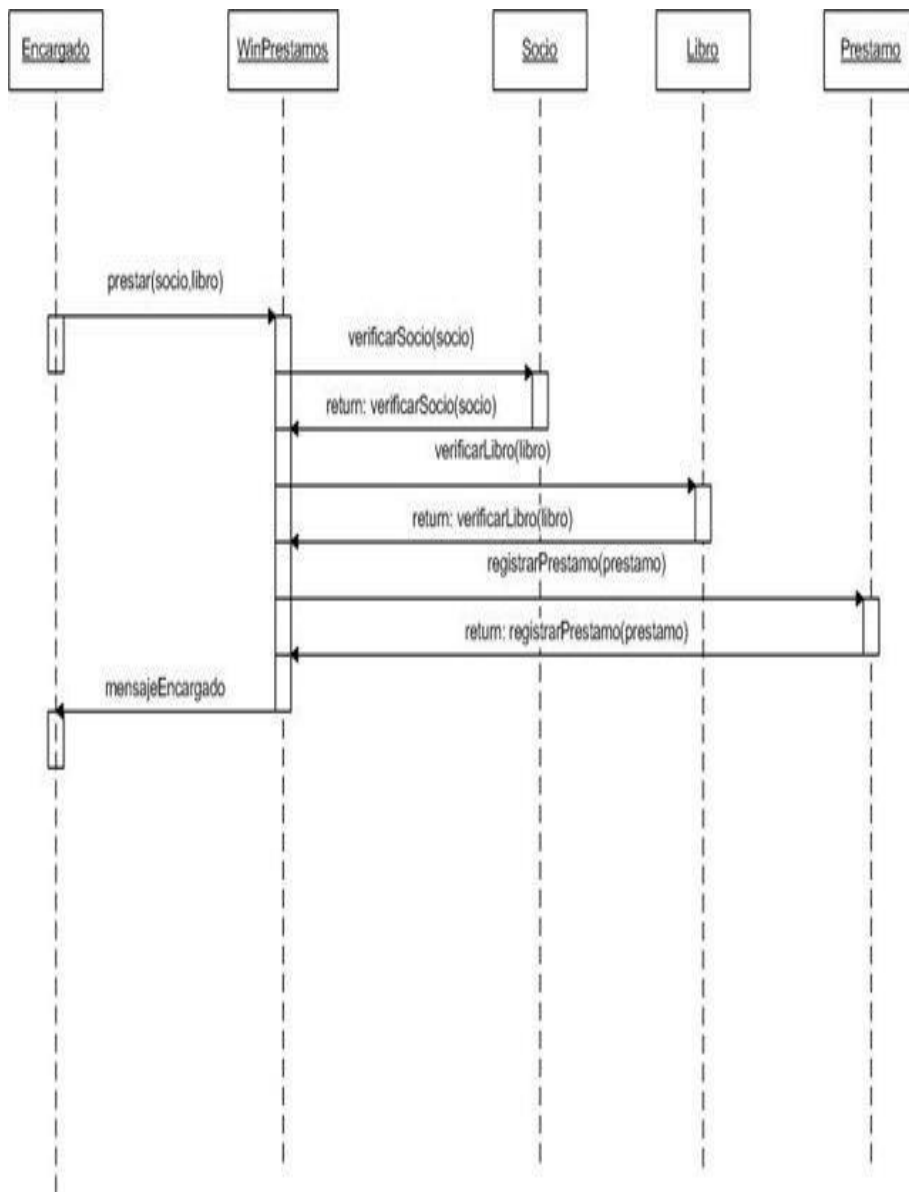 Encargado
WinPrestamos
Socio
Libro
Prestamo
prestar(socio,libro)
verificarSocio(socio)
return: verificarSocio(socio)
verificarLibro(libro)
return: verificarLibro(libro)
registrarPrestamo(prestamo)
return: registrarPrestamo(prestamo)
mensajeEncargado